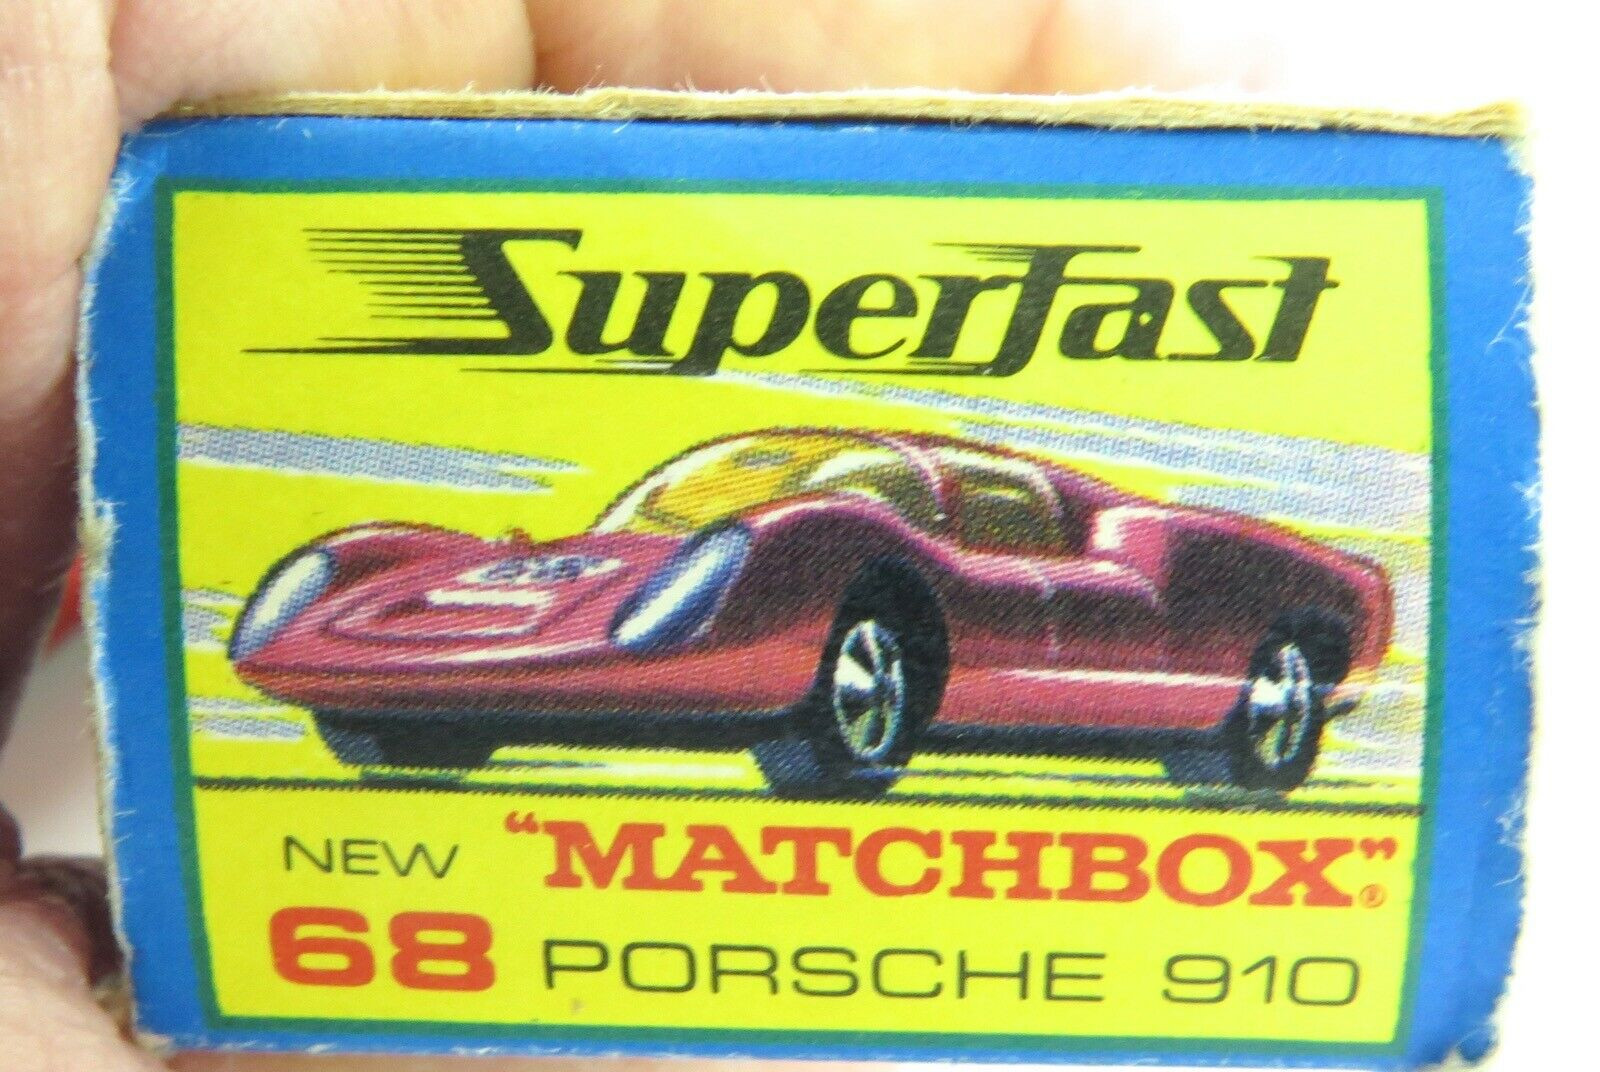 Superfast
NEW "MATCHBOX"®
68 PORSCHE 910